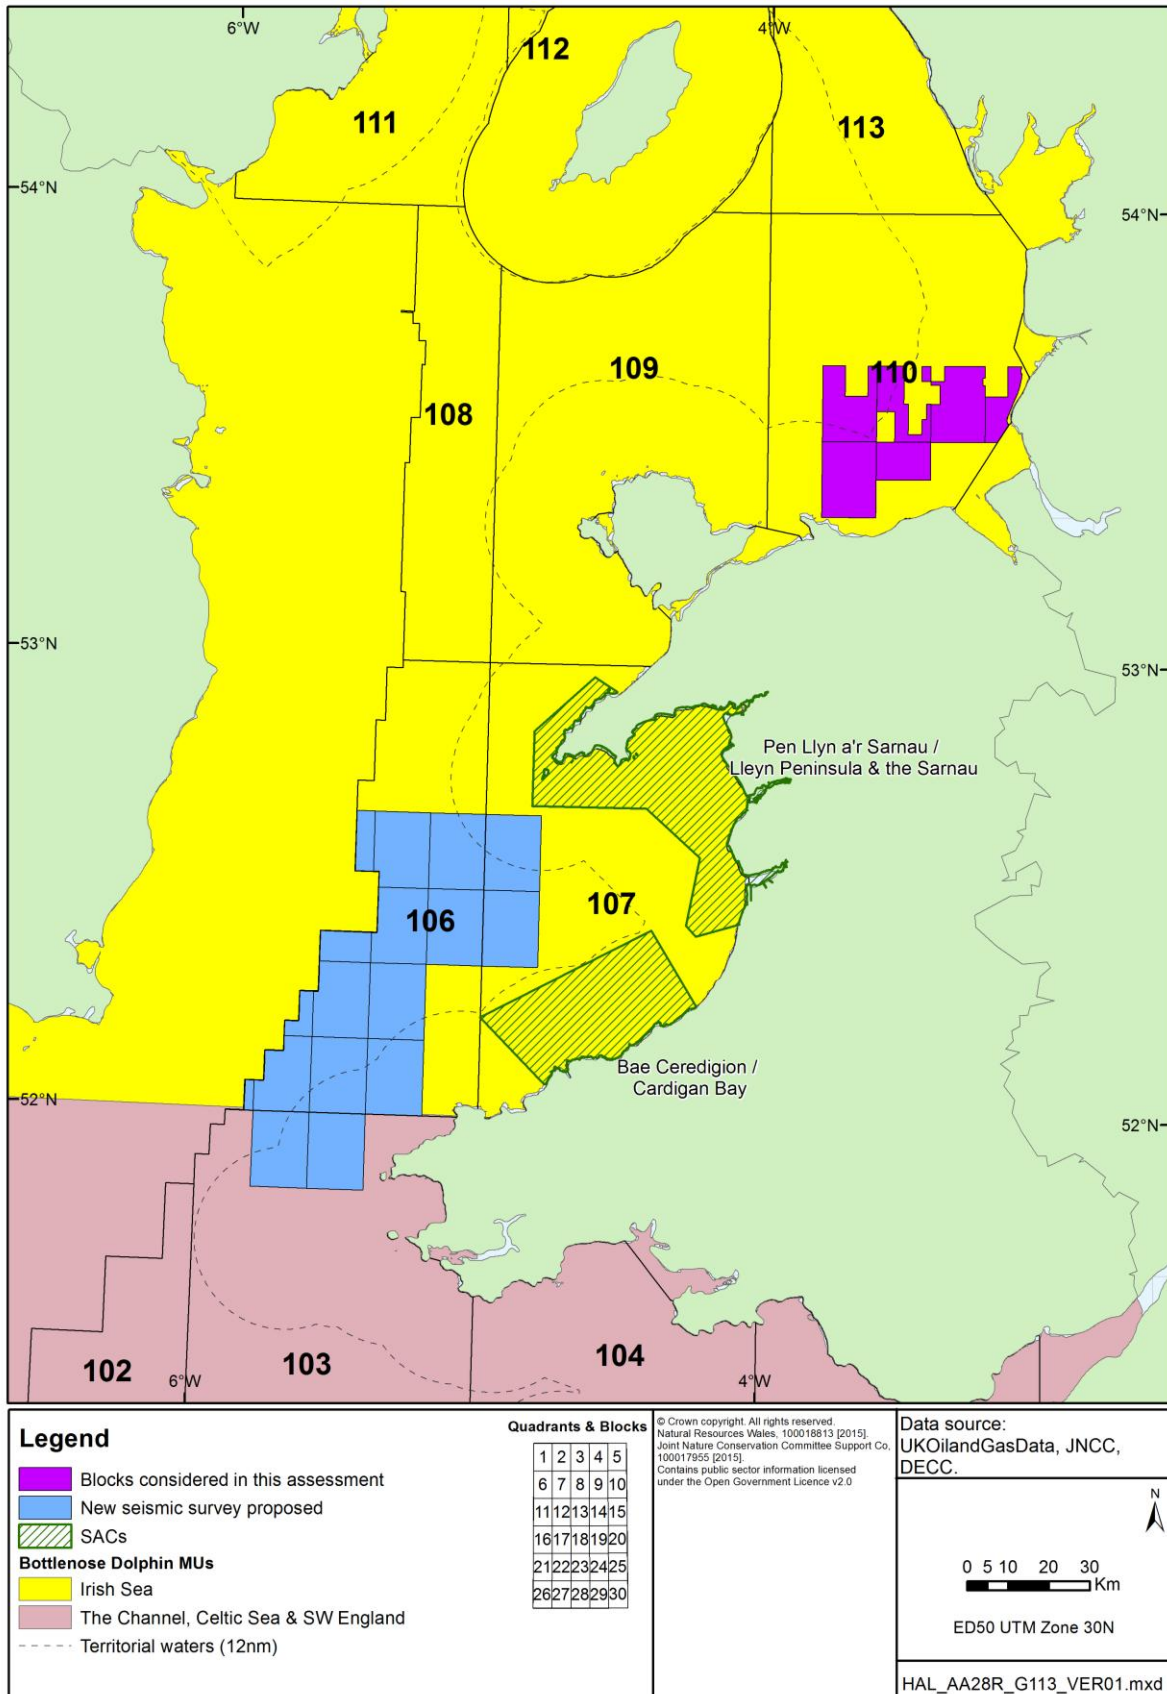 6°W
4°W
112
111
113
54°N
54°N
109
110
108
53°N
53°N
Pen Llyn a'r Sarnau /
Lleyn Peninsula & the Sarnau
106
107
Bae Ceredigion /
Cardigan Bay
52°N
52°N
102
6°W
103
104
4°W
Legend
Blocks considered in this assessment
New seismic survey proposed
SACs
Bottlenose Dolphin MUs
Irish Sea
The Channel, Celtic Sea & SW England
Territorial waters (12nm)
Quadrants & Blocks
1 2 3 4 5
6 7 8 9 10
11 12 13 14 15
16 17 18 19 20
21 22 23 24 25
26 27 28 29 30
© Crown copyright. All rights reserved.
Natural Resources Wales, 100018813 [2015].
Joint Nature Conservation Committee Support Co,
100017955 [2015].
Contains public sector information licensed
under the Open Government Licence v2.0
Data source:
UKOilandGasData, JNCC,
DECC.
N
0 5 10 20 30
Km
ED50 UTM Zone 30N
HAL_AA28R_G113_VER01.mxd